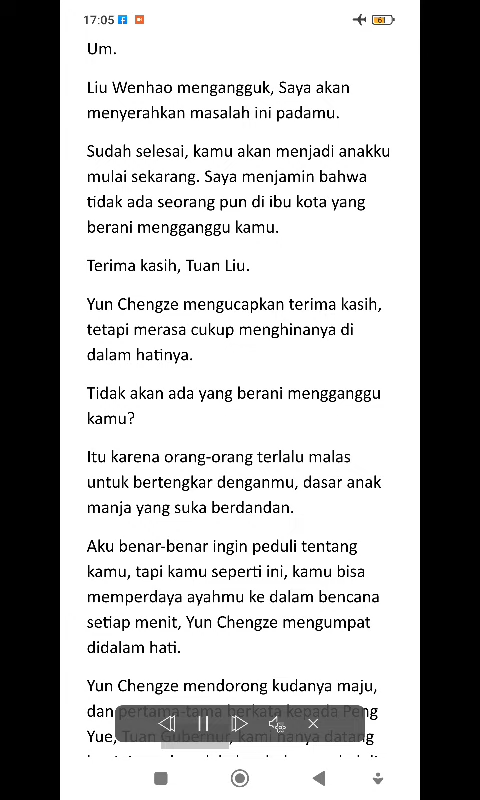 17:05
61
Um.
Liu Wenhao mengangguk, Saya akan
menyerahkan masalah ini padamu.
Sudah selesai, kamu akan menjadi anakku
mulai sekarang. Saya menjamin bahwa
tidak ada seorang pun di ibu kota yang
berani mengganggu kamu.
Terima kasih, Tuan Liu.
Yun Chengze mengucapkan terima kasih,
tetapi merasa cukup menghinanya di
dalam hatinya.
Tidak akan ada yang berani mengganggu
kamu?
Itu karena orang-orang terlalu malas
untuk bertengkar denganmu, dasar anak
manja yang suka berdandan.
Aku benar-benar ingin peduli tentang
kamu, tapi kamu seperti ini, kamu bisa
memperdaya ayahmu ke dalam bencana
setiap menit, Yun Chengze mengumpat
didalam hati.
Yun Chengze mendorong kudanya maju,
dan pertama-tama berkata kepada Peng
Yue, Tuan Gubernur, kami hanya datang